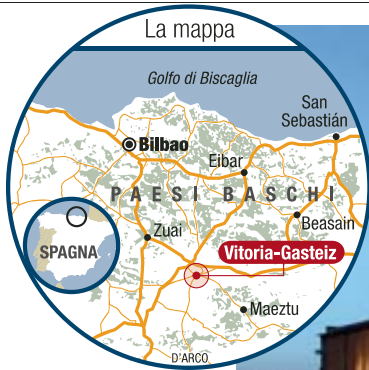 La mappa
Golfo di Biscaglia
San
Sebastián
Bilbao
Eibar
PAESI BASCHI
Beasain
Zuai
SPAGNA
Vitoria-Gasteiz
Maeztu
D'ARCO